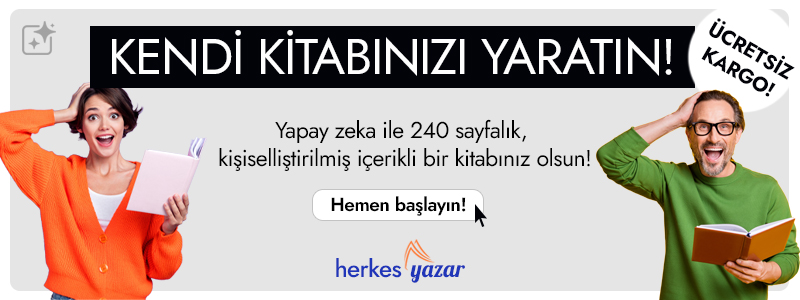 KENDİ KİTABINIZI YARATIN!
ÜCRETSİZ
KARGO!
Yapay zeka ile 240 sayfalık,
kişiselliştirilmiş içerikli bir kitabınız olsun!
Hemen başlayın!
herkes yazar